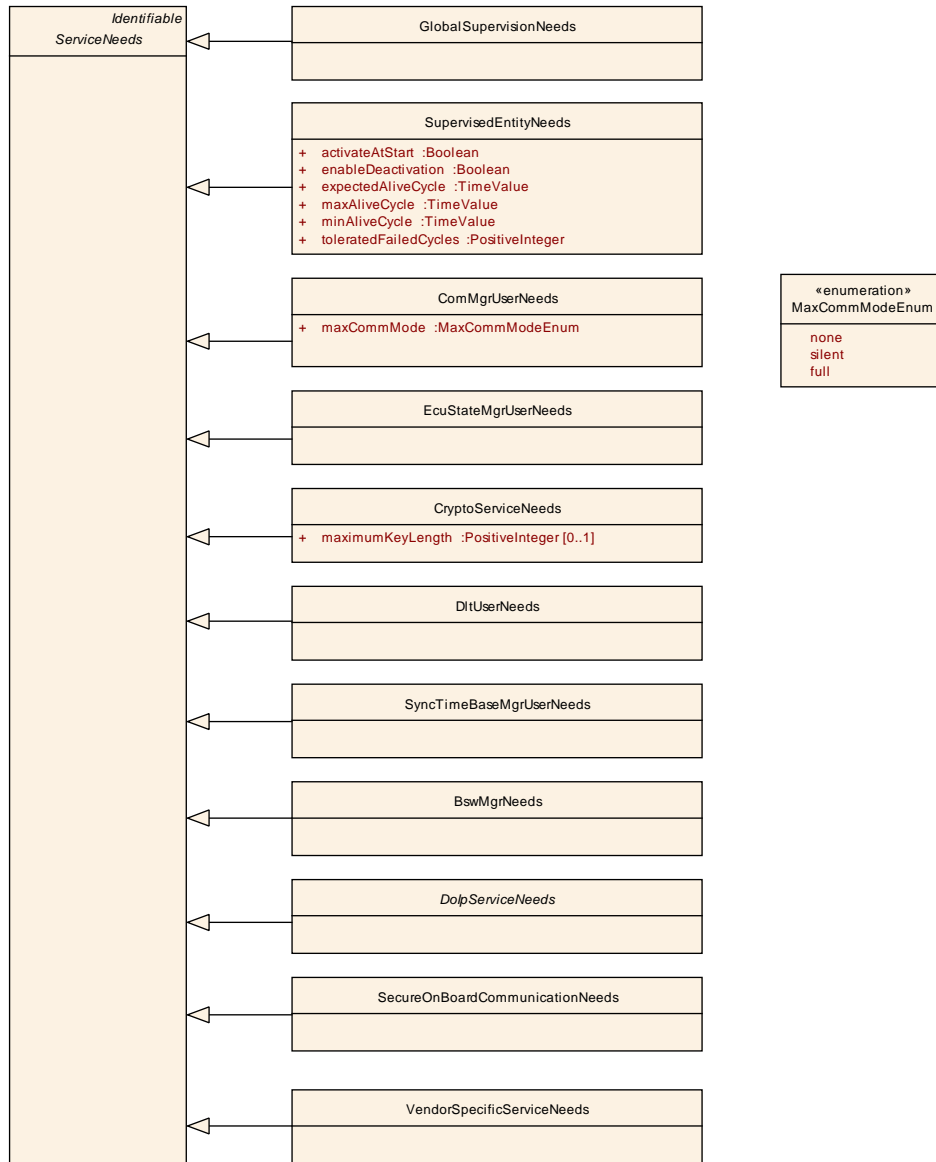 Identifiable
ServiceNeeds
GlobalSupervisionNeeds
SupervisedEntityNeeds
+ activateAtStart :Boolean
+ enableDeactivation :Boolean
+ expectedAliveCycle :TimeValue
+ maxAliveCycle :TimeValue
+ minAliveCycle :TimeValue
+ toleratedFailedCycles :PositiveInteger
ComMgrUserNeeds
+ maxCommMode :MaxCommModeEnum
«enumeration»
MaxCommModeEnum
none
silent
full
EcuStateMgrUserNeeds
CryptoServiceNeeds
+ maximumKeyLength :PositiveInteger [0..1]
DltUserNeeds
SyncTimeBaseMgrUserNeeds
BswMgrNeeds
DoIpServiceNeeds
SecureOnBoardCommunicationNeeds
VendorSpecificServiceNeeds